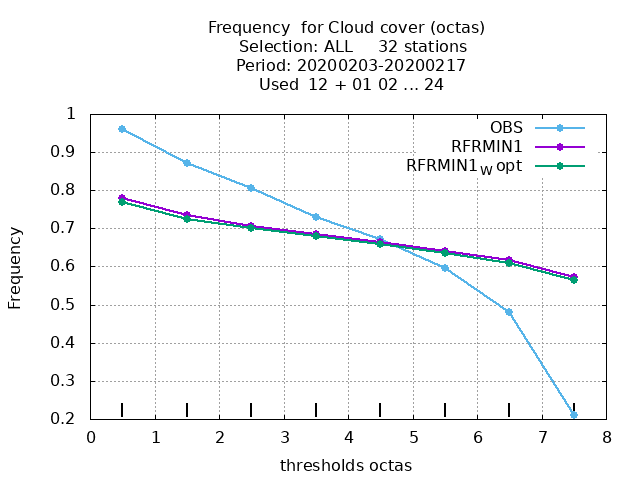 Frequency  for Cloud cover (octas)
Selection: ALL     32 stations
Period: 20200203-20200217
Used  12 + 01 02 ... 24
OBS
RFRMIN1
RFRMIN1W opt
Frequency
1
0.9
0.8
0.7
0.6
0.5
0.4
0.3
0.2
0 1 2 3 4 5 6 7 8
thresholds octas